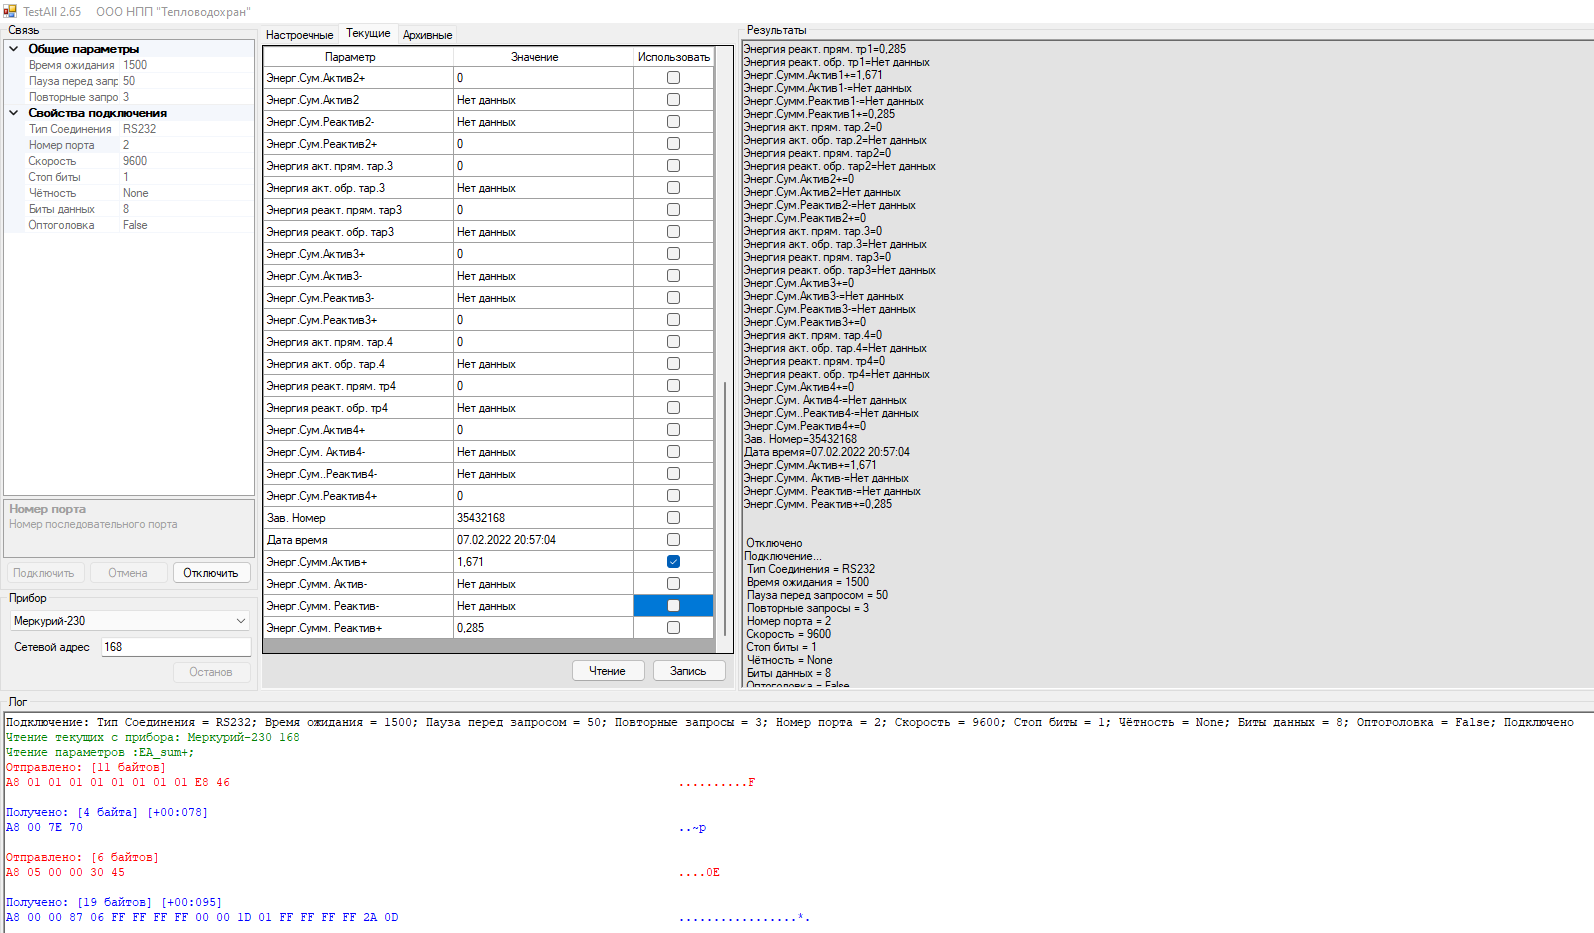 TestAll 2.65 ООО НПП "Тепловодохран"
Связь
Общие параметры
Время ожидания 1500
Пауза перед запр 50
Повторные запро 3
Свойства подключения
Тип Соединения RS232
Номер порта 2
Скорость 9600
Стоп биты 1
Чётность None
Биты данных 8
Оптоголовка False
Номер порта
Номер последовательного порта
Подключить Отмена Отключить
Прибор
Меркурий-230
Сетевой адрес 168
Останов
Настроечные Текущие Архивные
Параметр Значение Использовать
Энерг.Сум.Актив2+ 0
Энерг.Сум.Актив2 Нет данных
Энерг.Сум.Реактив2- Нет данных
Энерг.Сум.Реактив2+ 0
Энергия акт. прям. тар.3 0
Энергия акт. обр. тар.3 Нет данных
Энергия реакт. прям. тар3 0
Энергия реакт. обр. тар3 Нет данных
Энерг.Сум.Актив3+ 0
Энерг.Сум.Актив3- Нет данных
Энерг.Сум.Реактив3- Нет данных
Энерг.Сум.Реактив3+ 0
Энергия акт. прям. тар.4 0
Энергия акт. обр. тар.4 Нет данных
Энергия реакт. прям. тр4 0
Энергия реакт. обр. тр4 Нет данных
Энерг.Сум.Актив4+ 0
Энерг.Сум. Актив4- Нет данных
Энерг.Сум..Реактив4- Нет данных
Энерг.Сум.Реактив4+ 0
Зав. Номер 35432168
Дата время 07.02.2022 20:57:04
Энерг.Сумм.Актив+ 1,671
Энерг.Сумм. Актив- Нет данных
Энерг.Сумм. Реактив- Нет данных
Энерг.Сумм. Реактив+ 0,285
Чтение Запись
Результаты
Энергия реакт. прям. тр1=0,285
Энергия реакт. обр. тр1=Нет данных
Энерг.Сумм.Актив1+=1,671
Энерг.Сумм.Актив1-=Нет данных
Энерг.Сумм.Реактив1-=Нет данных
Энерг.Сумм.Реактив1+=0,285
Энергия акт. прям. тар.2=0
Энергия акт. обр. тар.2=Нет данных
Энергия реакт. прям. тар2=0
Энергия реакт. обр. тар2=Нет данных
Энерг.Сум.Актив2+=0
Энерг.Сум.Актив2=Нет данных
Энерг.Сум.Реактив2-=Нет данных
Энерг.Сум.Реактив2+=0
Энергия акт. прям. тар.3=0
Энергия акт. обр. тар.3=Нет данных
Энергия реакт. прям. тар3=0
Энергия реакт. обр. тар3=Нет данных
Энерг.Сум.Актив3+=0
Энерг.Сум.Актив3-=Нет данных
Энерг.Сум.Реактив3-=Нет данных
Энерг.Сум.Реактив3+=0
Энергия акт. прям. тар.4=0
Энергия акт. обр. тар.4=Нет данных
Энергия реакт. прям. тр4=0
Энергия реакт. обр. тр4=Нет данных
Энерг.Сум.Актив4+=0
Энерг.Сум. Актив4-=Нет данных
Энерг.Сум..Реактив4-=Нет данных
Энерг.Сум.Реактив4+=0
Зав. Номер=35432168
Дата время=07.02.2022 20:57:04
Энерг.Сумм.Актив+=1,671
Энерг.Сумм. Актив-=Нет данных
Энерг.Сумм. Реактив-=Нет данных
Энерг.Сумм. Реактив+=0,285
Отключено
Подключение...
Тип Соединения = RS232
Время ожидания = 1500
Пауза перед запросом = 50
Повторные запросы = 3
Номер порта = 2
Скорость = 9600
Стоп биты = 1
Чётность = None
Биты данных = 8
Оптоголовка = False
Лог
Подключение: Тип Соединения = RS232; Время ожидания = 1500; Пауза перед запросом = 50; Повторные запросы = 3; Номер порта = 2; Скорость = 9600; Стоп биты = 1; Чётность = None; Биты данных = 8; Оптоголовка = False; Подключено
Чтение текущих с прибора: Меркурий-230 168
Чтение параметров :EA_sum+;
Отправлено: [11 байтов]
A8 01 01 01 01 01 01 01 01 E8 46 ..........F
Получено: [4 байта] [+00:078]
A8 00 7E 70 ..~p
Отправлено: [6 байтов]
A8 05 00 00 30 45 ....0E
Получено: [19 байтов] [+00:095]
A8 00 00 87 06 FF FF FF FF 00 00 1D 01 FF FF FF FF 2A 0D .................*.